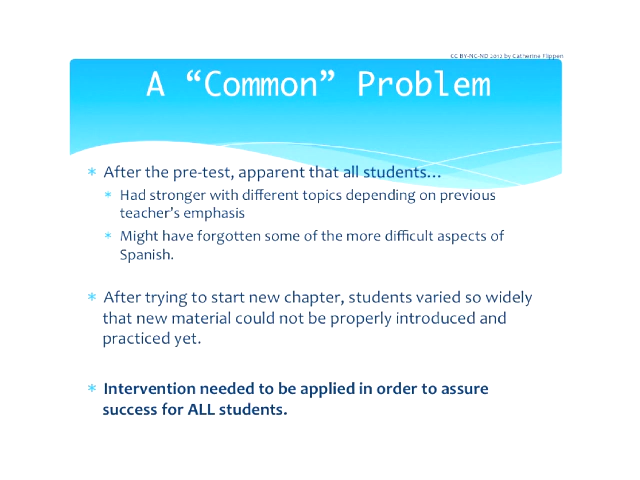 CC BY-NC-ND 2012 by Catherine Flippen
A “Common” Problem
* After the pre-test, apparent that all students…
* Had stronger with different topics depending on previous
teacher’s emphasis
* Might have forgotten some of the more difficult aspects of
Spanish.
* After trying to start new chapter, students varied so widely
that new material could not be properly introduced and
practiced yet.
* Intervention needed to be applied in order to assure
success for ALL students.